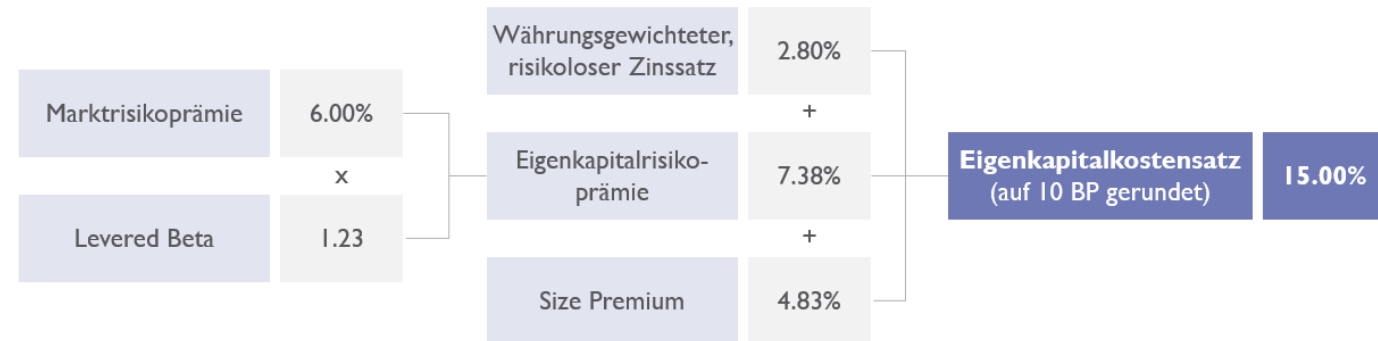 Marktrisikoprämie
6.00%
x
Levered Beta
1.23
Währungsgewichteter,
risikoloser Zinssatz
2.80%
+
Eigenkapitalrisiko-
prämie
7.38%
+
Size Premium
4.83%
Eigenkapitalkostensatz
(auf 10 BP gerundet)
15.00%